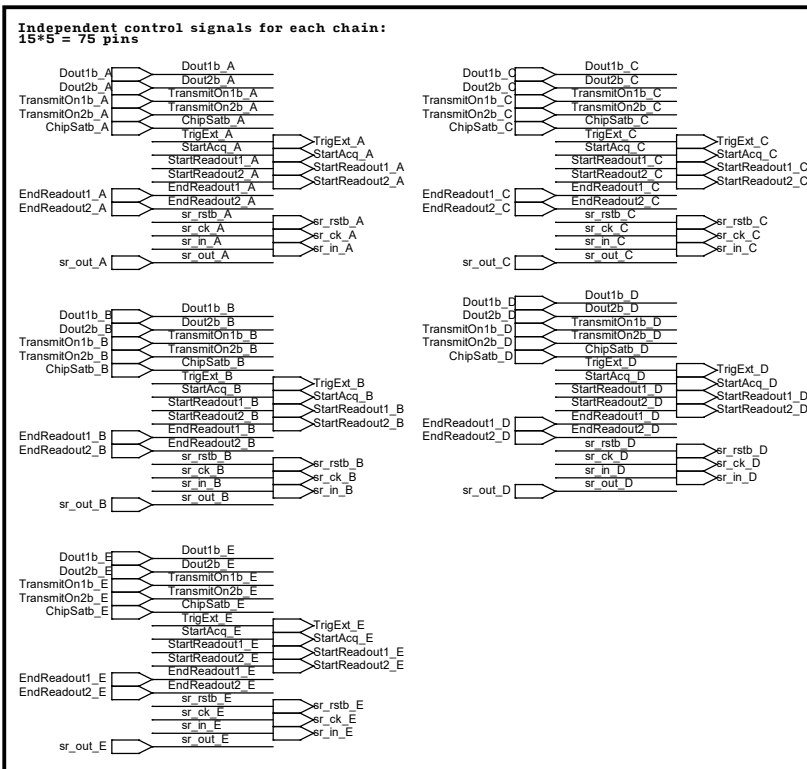 Independent control signals for each chain:
15*5 = 75 pins
Dout1b_A Dout1b_A
Dout2b_A Dout2b_A
TransmitOn1b_A TransmitOn1b_A
TransmitOn2b_A TransmitOn2b_A
ChipSatb_A ChipSatb_A
TrigExt_A TrigExt_A
StartAcq_A StartAcq_A
StartReadout1_A StartReadout1_A
StartReadout2_A StartReadout2_A
EndReadout1_A EndReadout1_A
EndReadout2_A EndReadout2_A
sr_rstb_A sr_rstb_A
sr_ck_A sr_ck_A
sr_in_A sr_in_A
sr_out_A sr_out_A
Dout1b_C Dout1b_C
Dout2b_C Dout2b_C
TransmitOn1b_C TransmitOn1b_C
TransmitOn2b_C TransmitOn2b_C
ChipSatb_C ChipSatb_C
TrigExt_C TrigExt_C
StartAcq_C StartAcq_C
StartReadout1_C StartReadout1_C
StartReadout2_C StartReadout2_C
EndReadout1_C EndReadout1_C
EndReadout2_C EndReadout2_C
sr_rstb_C sr_rstb_C
sr_ck_C sr_ck_C
sr_in_C sr_in_C
sr_out_C sr_out_C
Dout1b_B Dout1b_B
Dout2b_B Dout2b_B
TransmitOn1b_B TransmitOn1b_B
TransmitOn2b_B TransmitOn2b_B
ChipSatb_B ChipSatb_B
TrigExt_B TrigExt_B
StartAcq_B StartAcq_B
StartReadout1_B StartReadout1_B
StartReadout2_B StartReadout2_B
EndReadout1_B EndReadout1_B
EndReadout2_B EndReadout2_B
sr_rstb_B sr_rstb_B
sr_ck_B sr_ck_B
sr_in_B sr_in_B
sr_out_B sr_out_B
Dout1b_D Dout1b_D
Dout2b_D Dout2b_D
TransmitOn1b_D TransmitOn1b_D
TransmitOn2b_D TransmitOn2b_D
ChipSatb_D ChipSatb_D
TrigExt_D TrigExt_D
StartAcq_D StartAcq_D
StartReadout1_D StartReadout1_D
StartReadout2_D StartReadout2_D
EndReadout1_D EndReadout1_D
EndReadout2_D EndReadout2_D
sr_rstb_D sr_rstb_D
sr_ck_D sr_ck_D
sr_in_D sr_in_D
sr_out_D sr_out_D
Dout1b_E Dout1b_E
Dout2b_E Dout2b_E
TransmitOn1b_E TransmitOn1b_E
TransmitOn2b_E TransmitOn2b_E
ChipSatb_E ChipSatb_E
TrigExt_E TrigExt_E
StartAcq_E StartAcq_E
StartReadout1_E StartReadout1_E
StartReadout2_E StartReadout2_E
EndReadout1_E EndReadout1_E
EndReadout2_E EndReadout2_E
sr_rstb_E sr_rstb_E
sr_ck_E sr_ck_E
sr_in_E sr_in_E
sr_out_E sr_out_E